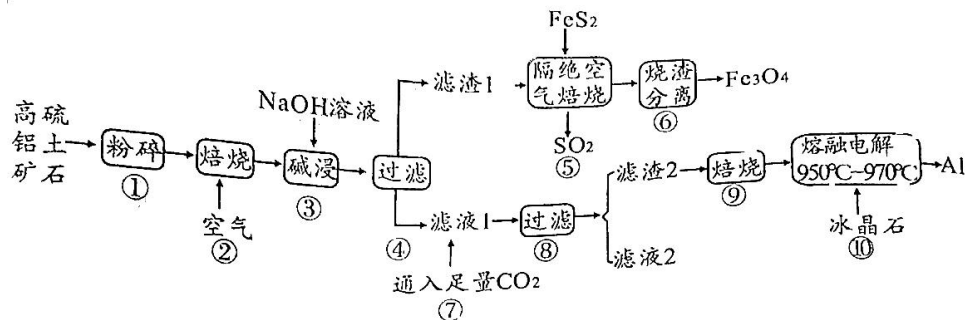 FeS2
滤渣1
隔绝空
气焙烧
烧渣
分离
Fe3O4
NaOH溶液
高硫
铝土
矿石
粉碎
焙烧
碱浸
过滤
SO2
⑤
⑥
①
③
空气
②
④
滤液1
过滤
⑧
滤渣2
滤液2
焙烧
⑨
熔融电解
950℃~970℃
Al
冰晶石
⑩
通入足量CO2
⑦